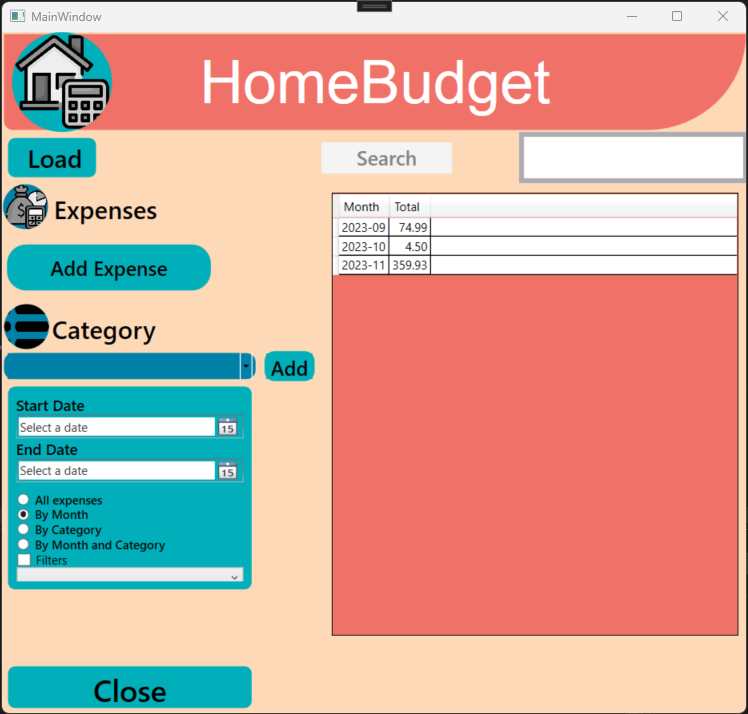 MainWindow
HomeBudget
Load
Search
Expenses
Add Expense
Category
Add
Start Date
Select a date 15
End Date
Select a date 15
All expenses
By Month
By Category
By Month and Category
Filters
Month Total
2023-09 74.99
2023-10 4.50
2023-11 359.93
Close